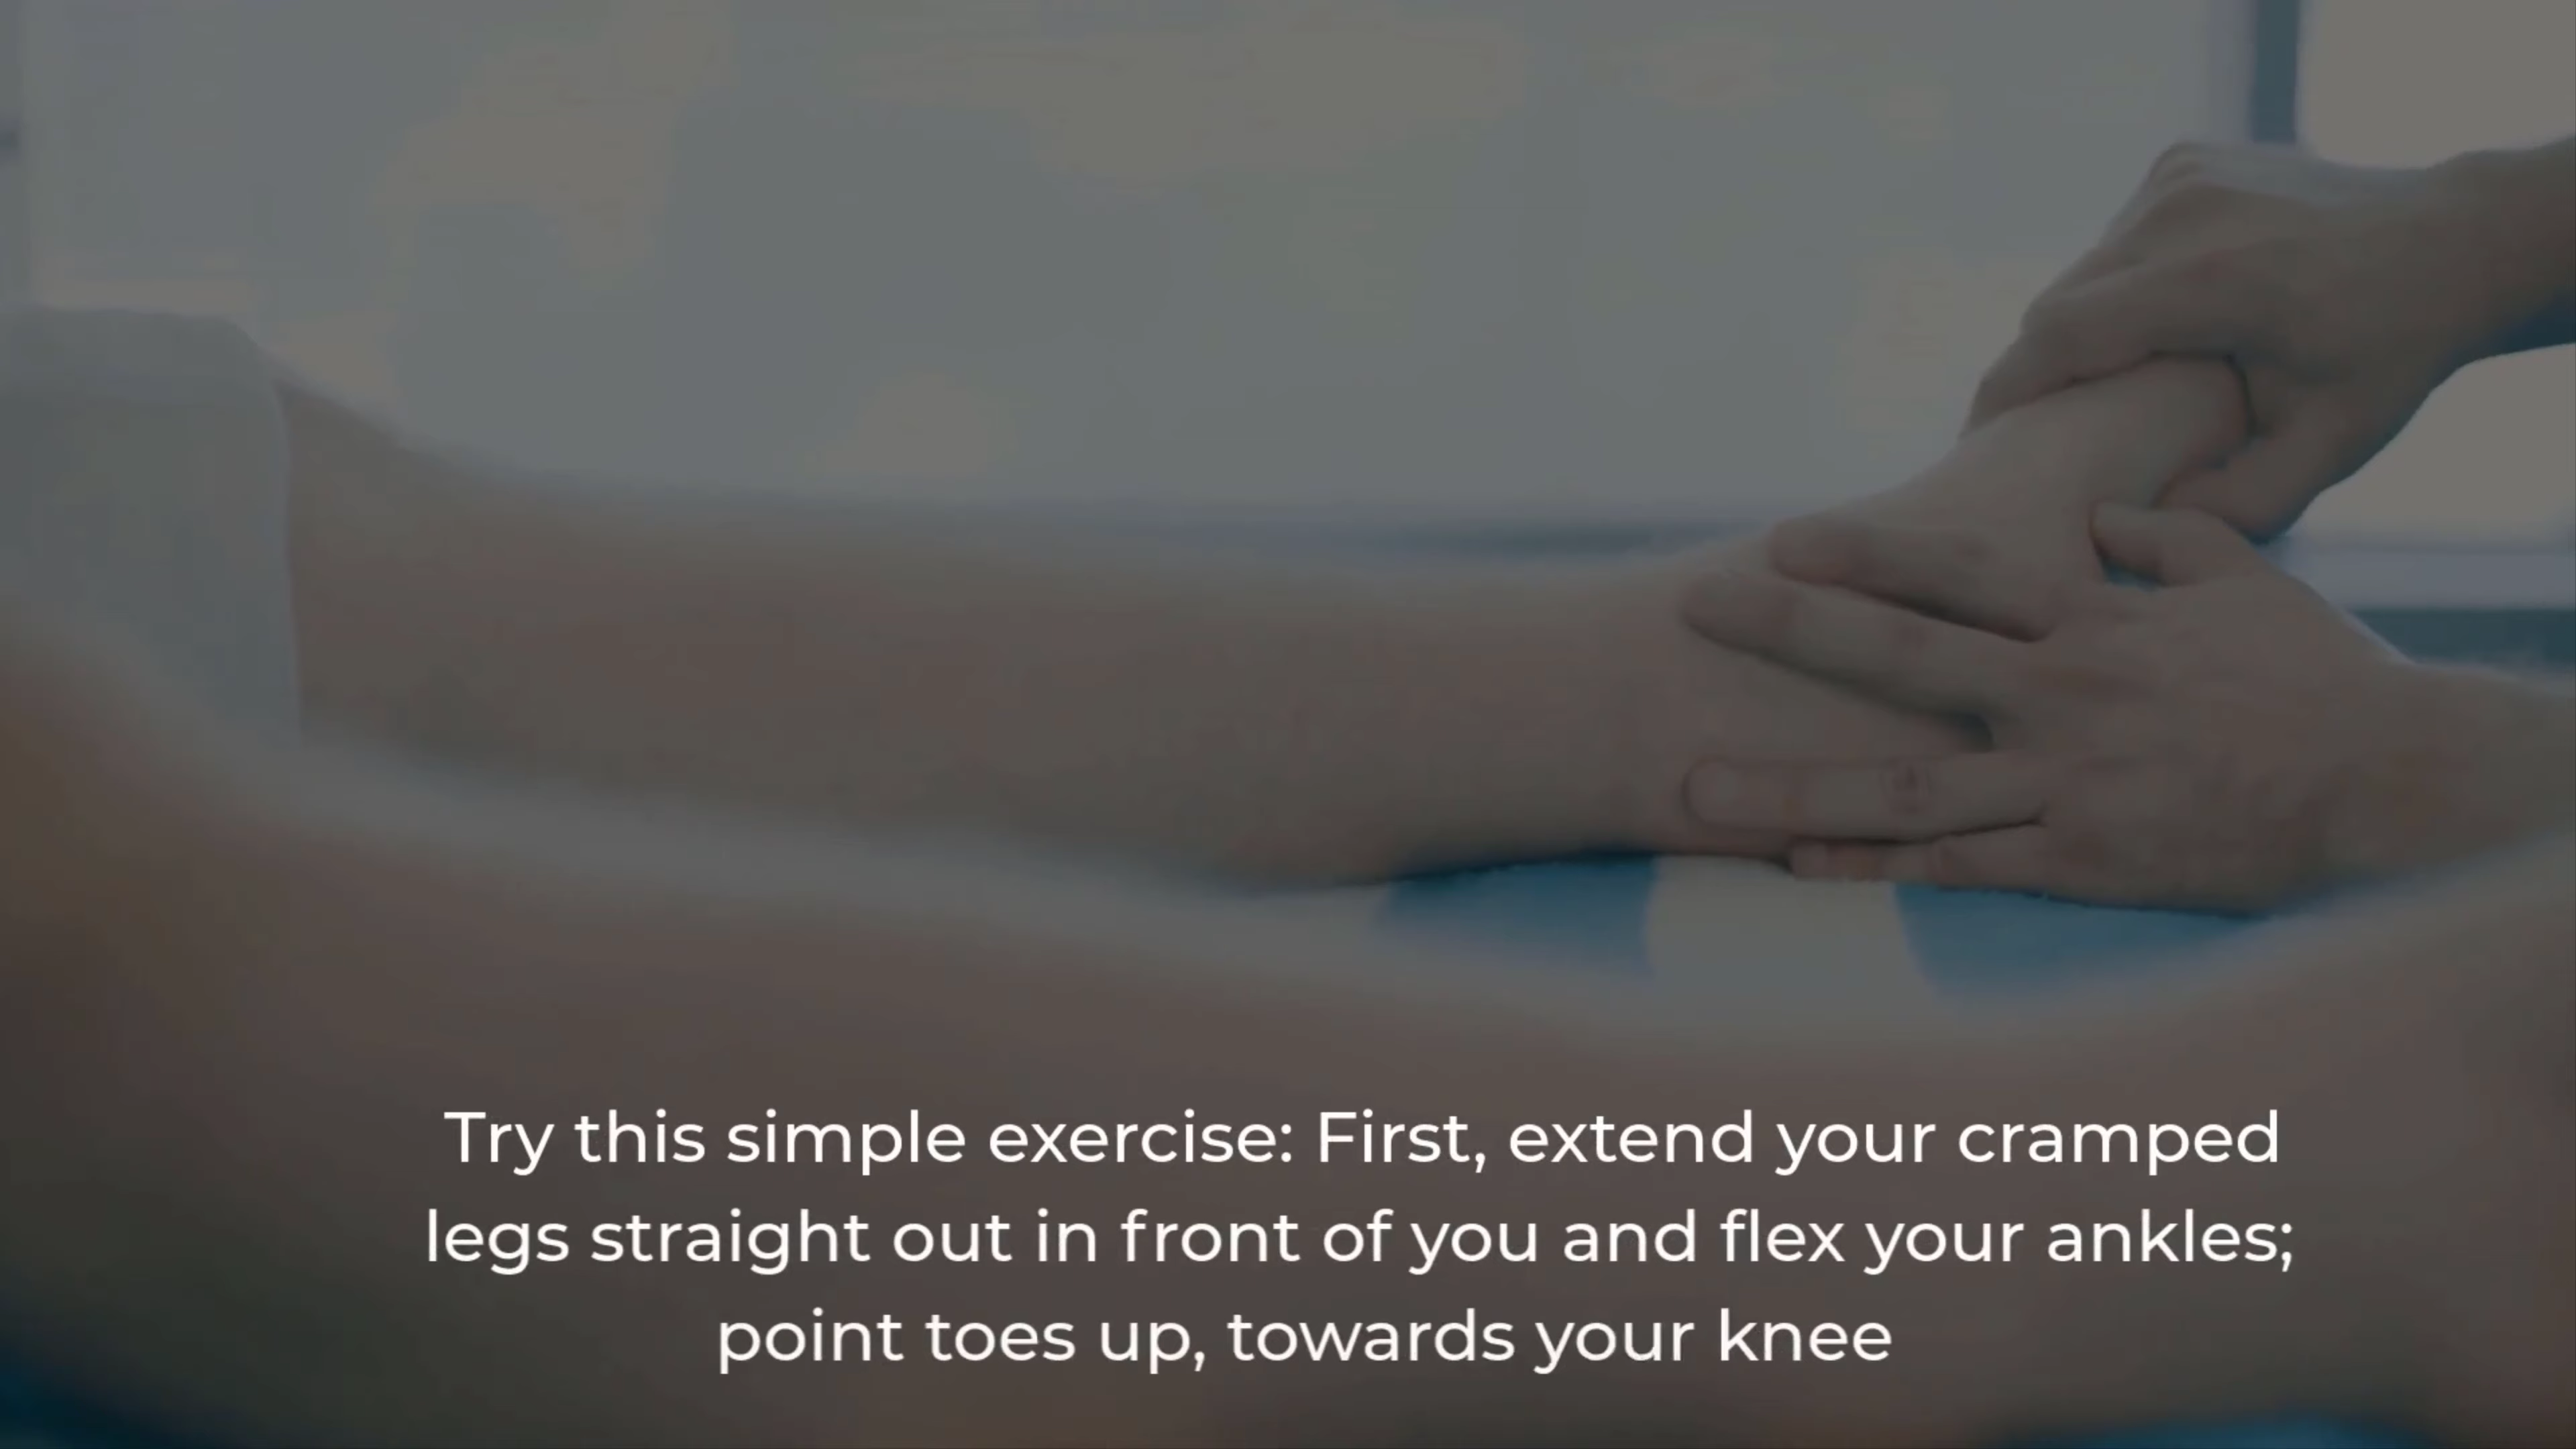 Try this simple exercise: First, extend your cramped
legs straight out in front of you and flex your ankles;
point toes up, towards your knee